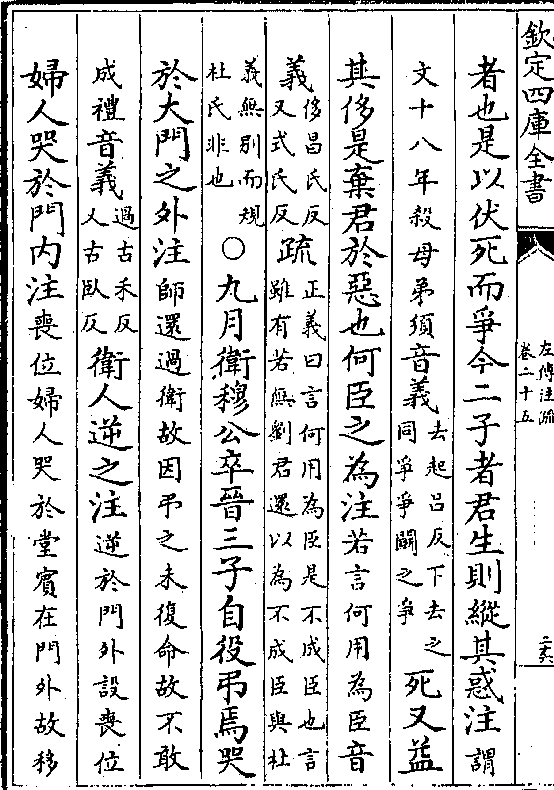 欽定四庫全書
左傳注疏
卷二十五
者也是以伏死而爭今二子者君生則縱其惑注謂
文十八年殺母弟須音義去起呂反下去之同爭爭鬬之爭死又益
其侈是棄君於惡也何臣之為注若言何用為臣音
義侈昌氏反又式氏反疏正義曰言何用為臣是不成臣也言雖有若無劉君還以為不成臣與杜
義無別而規杜氏非也○九月衛穆公卒晉三子自役弔焉哭
於大門之外注師還過衛故因弔之未復命故不敢
成禮音義過古禾反又古臥反衛人逆之注逆於門外設喪位
婦人哭於門內注喪位婦人哭於堂賓在門外故移